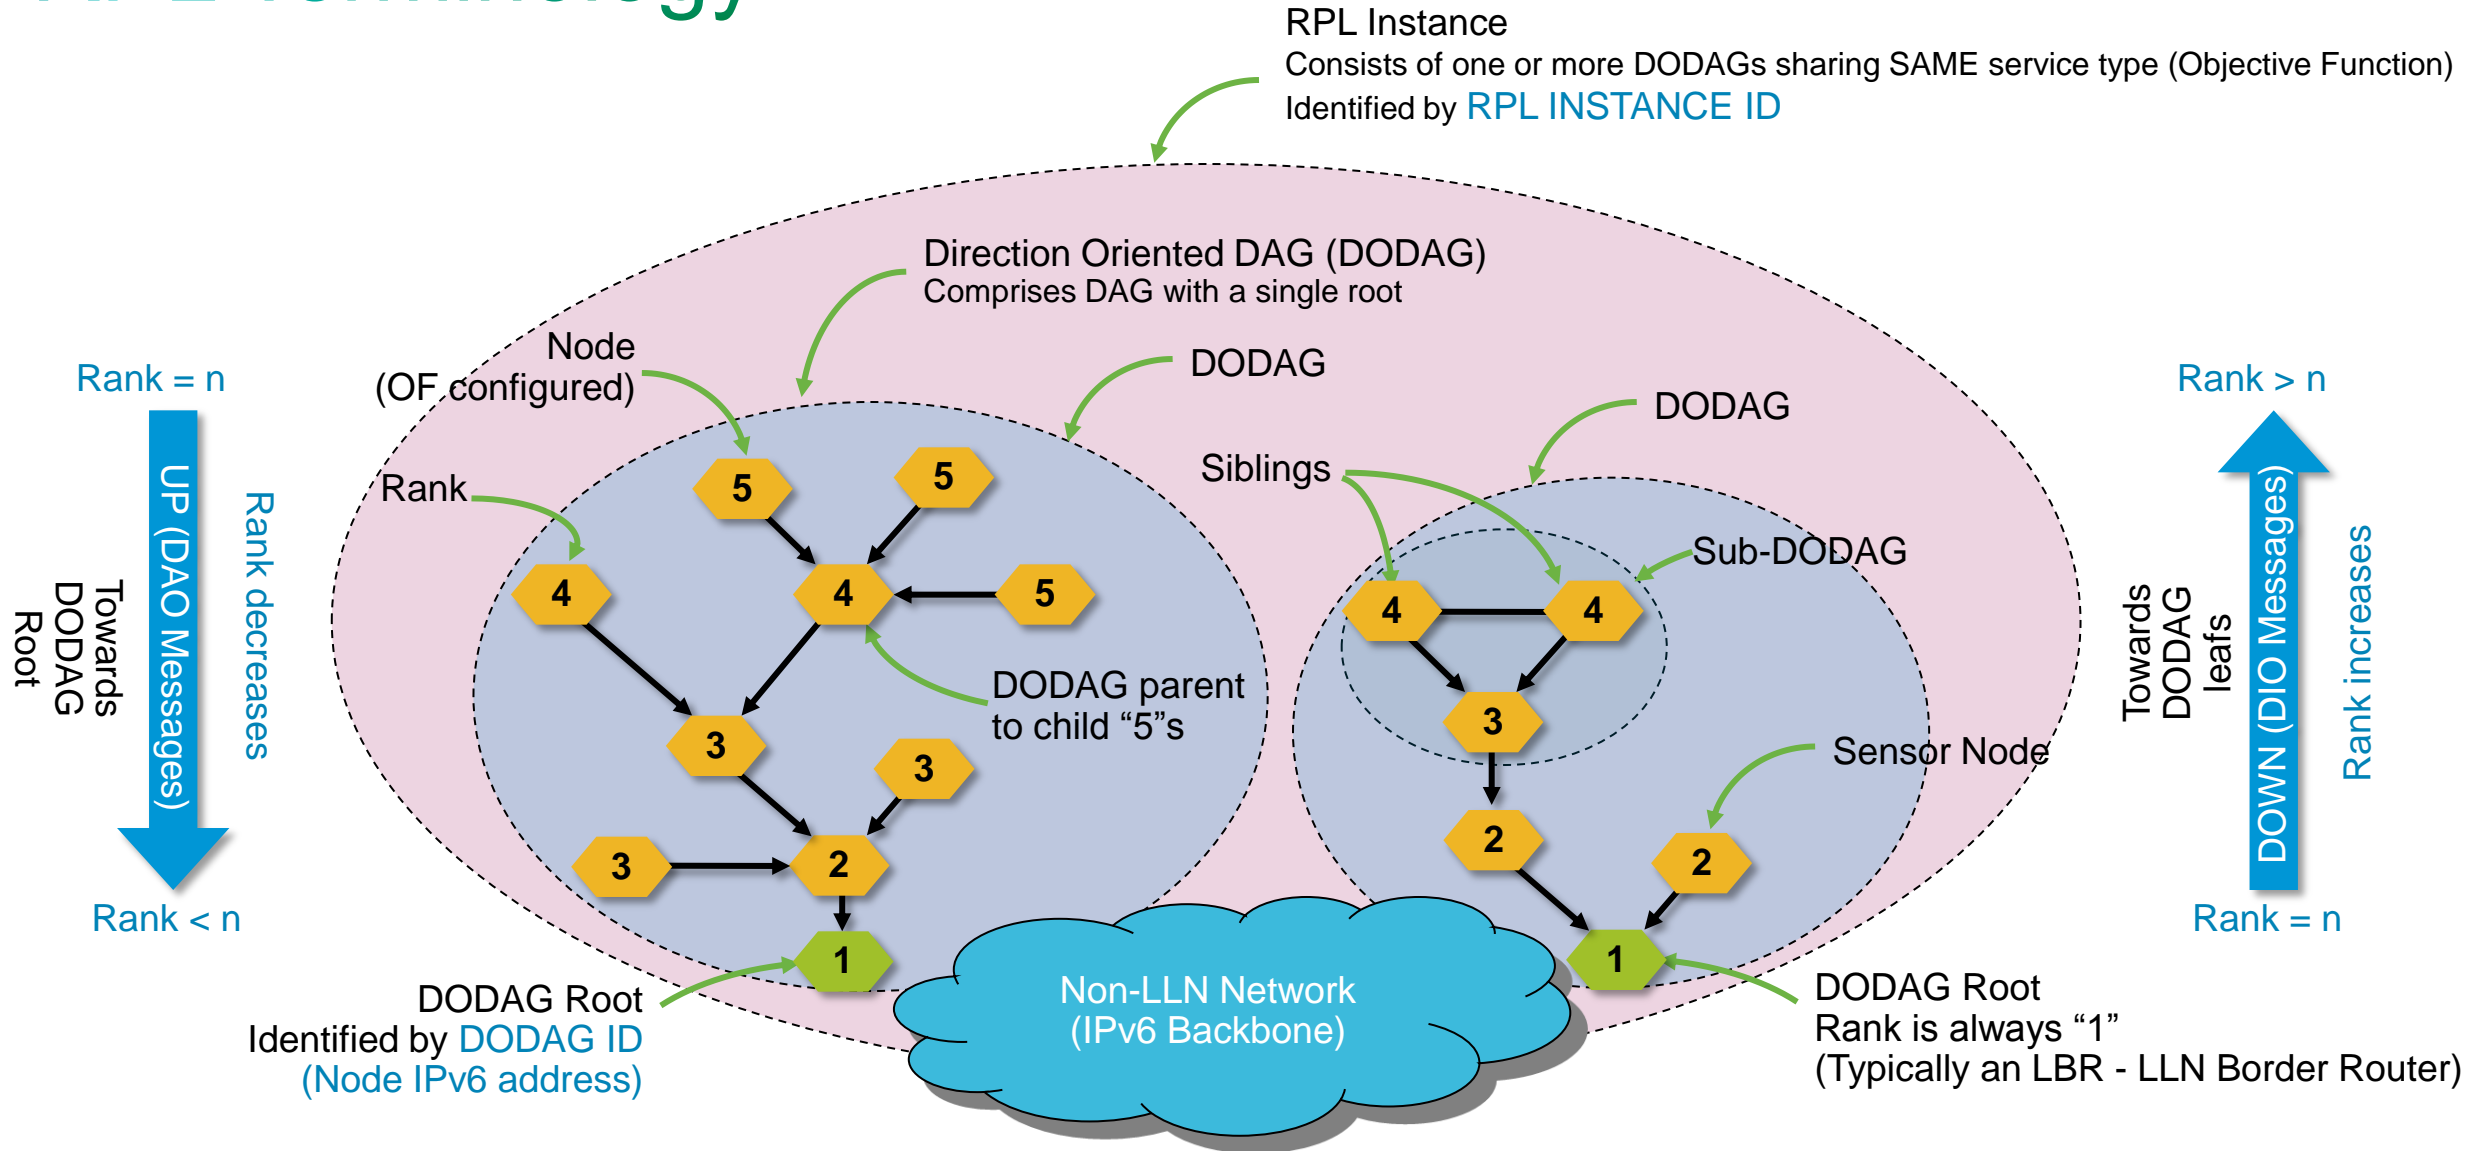 RPL Terminology
RPL Instance
Consists of one or more DODAGs sharing SAME service type (Objective Function)
Identified by RPL INSTANCE ID
Direction Oriented DAG (DODAG)
Comprises DAG with a single root
Node
(OF configured)
DODAG
DODAG
Rank = n
Rank > n
Siblings
Rank
Sub-DODAG
5
5
4
4
5
4
4
UP (DAO Messages)
Rank decreases
Towards
DODAG
Root
DODAG parent
to child “5”s
3
3
3
Sensor Node
Towards
DODAG
leafs
DOWN (DIO Messages)
Rank increases
3
2
2
2
Rank < n
Rank = n
1
1
DODAG Root
Identified by DODAG ID
(Node IPv6 address)
Non-LLN Network
(IPv6 Backbone)
DODAG Root
Rank is always “1”
(Typically an LBR - LLN Border Router)